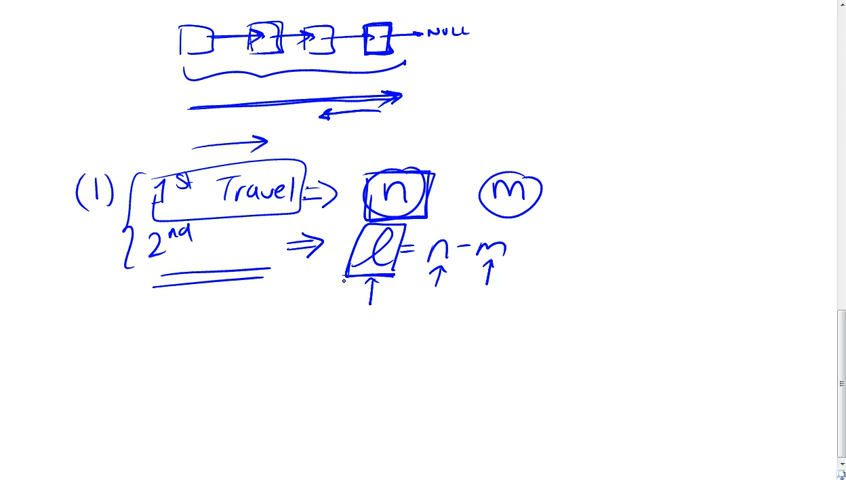 NULL
(1) 1st Travel => n m
2nd => l = n - m